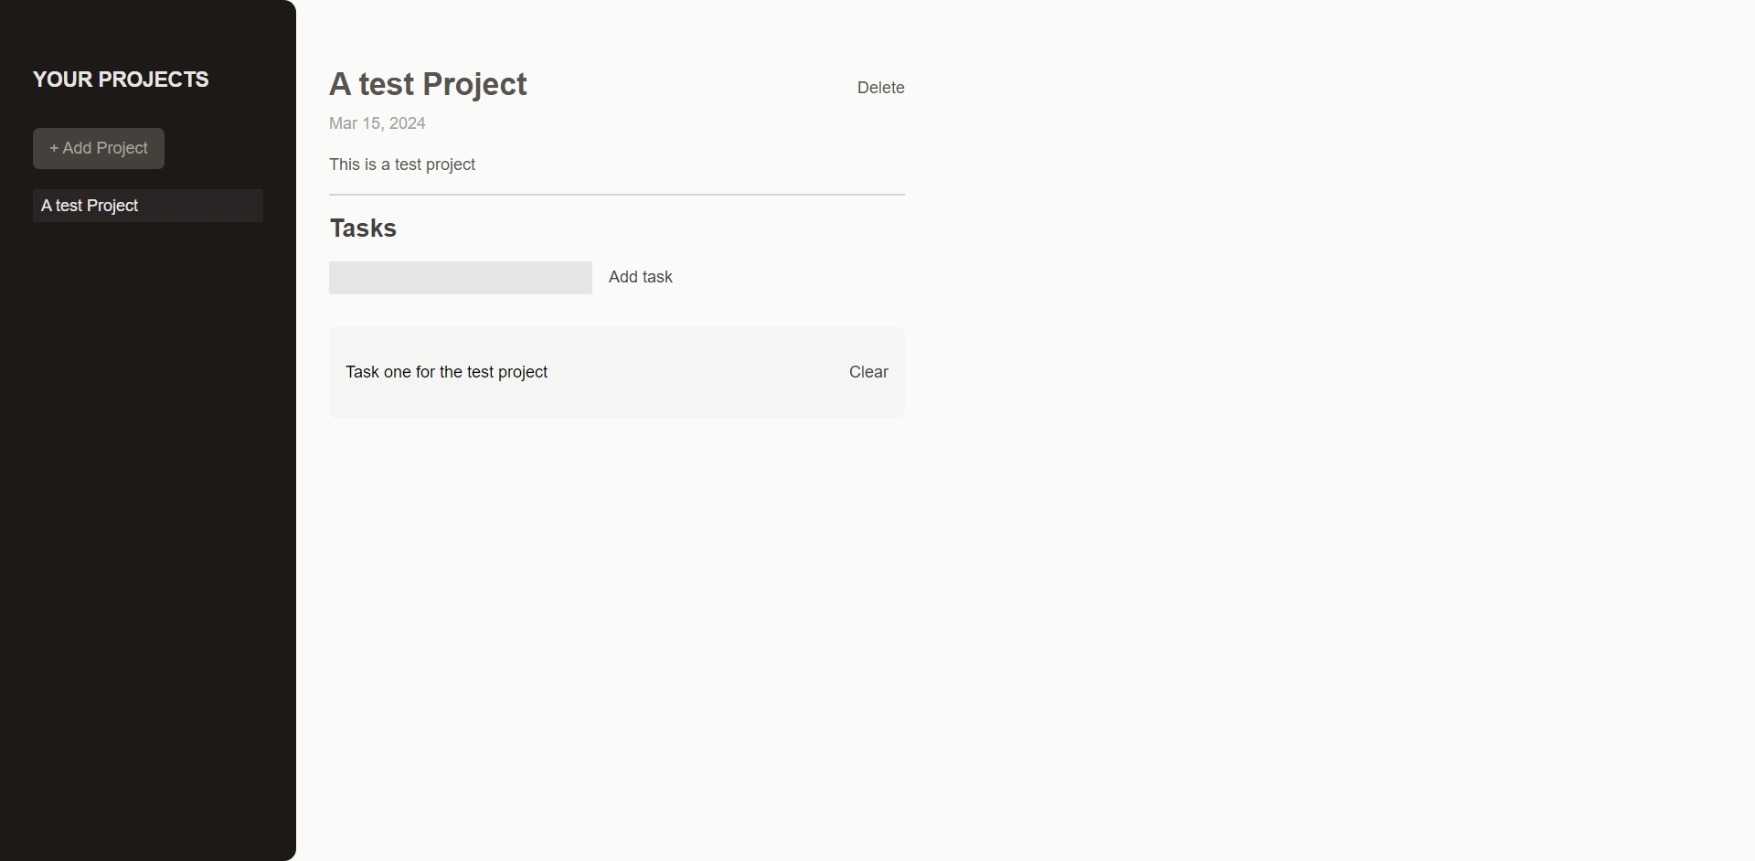 YOUR PROJECTS
+ Add Project
A test Project
A test Project
Delete
Mar 15, 2024
This is a test project
Tasks
Add task
Task one for the test project
Clear